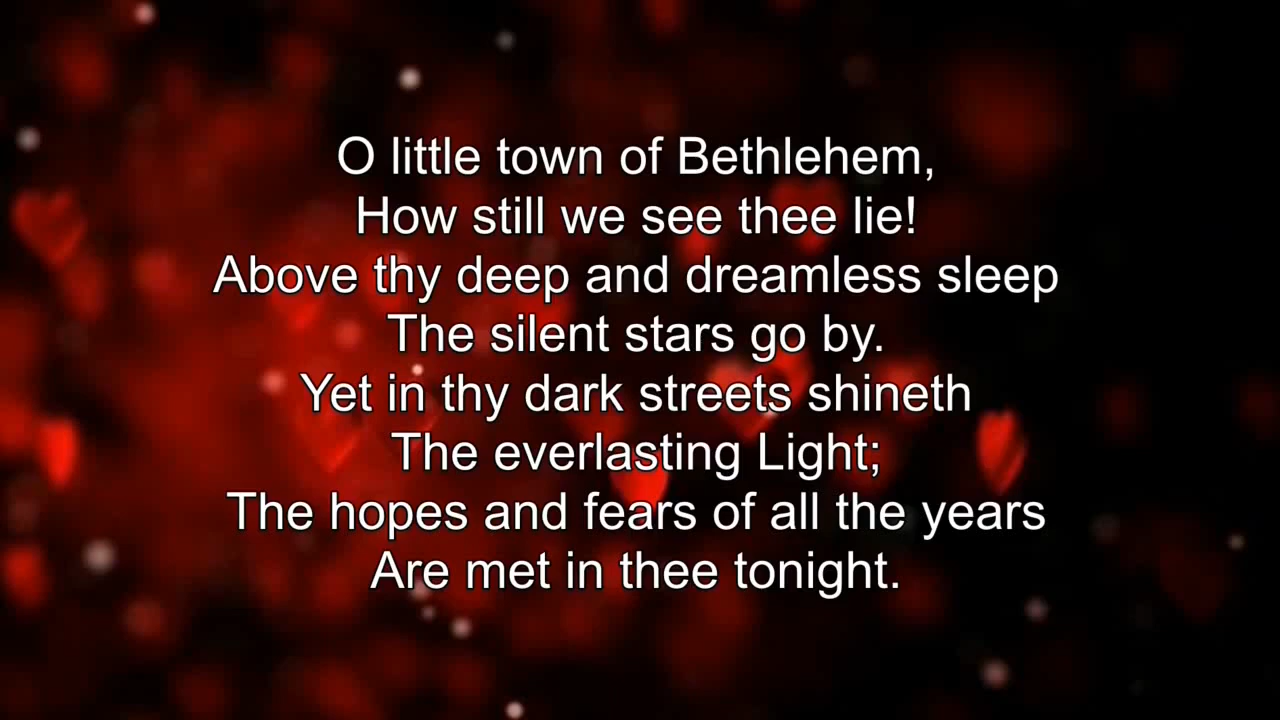 O little town of Bethlehem,
How still we see thee lie!
Above thy deep and dreamless sleep
The silent stars go by.
Yet in thy dark streets shineth
The everlasting Light;
The hopes and fears of all the years
Are met in thee tonight.